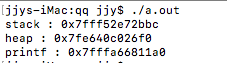 jjys-iMac:qq jjy$ ./a.out
stack : 0x7fff52e72bbc
heap : 0x7fe640c026f0
printf : 0x7fffa66811a0